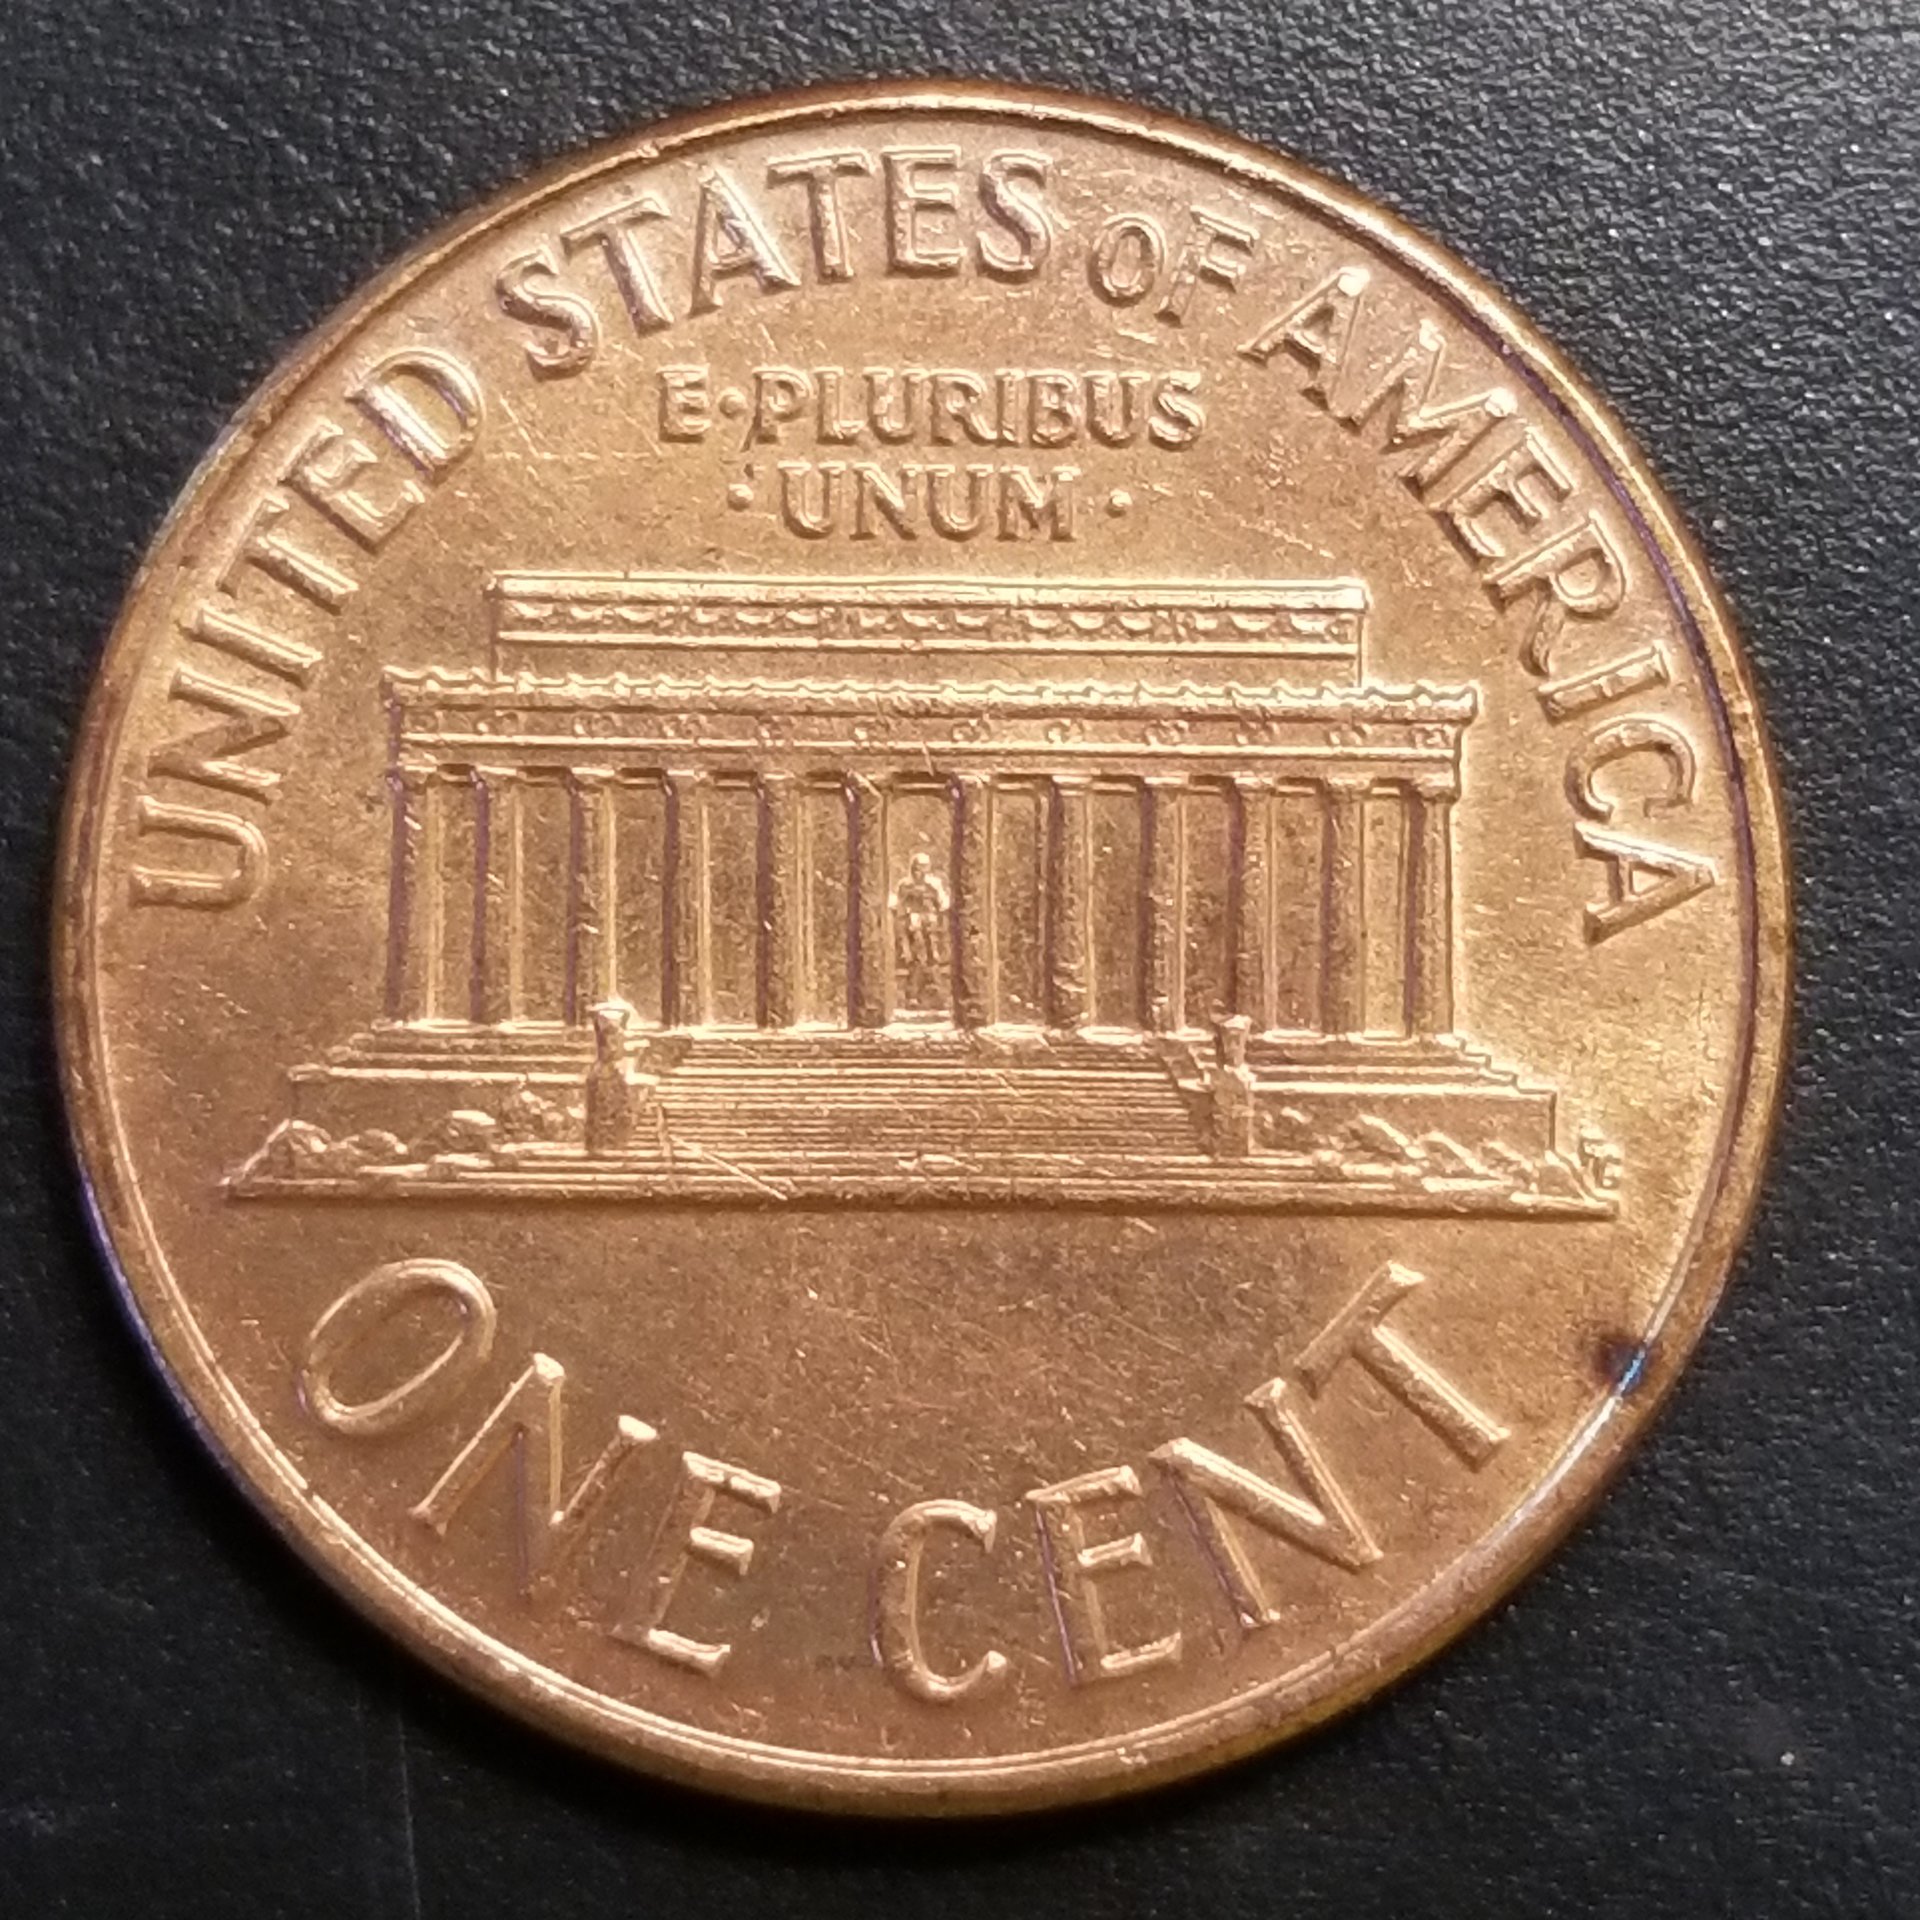 UNITED STATES OF AMERICA
E·PLURIBUS
·UNUM·
ONE CENT